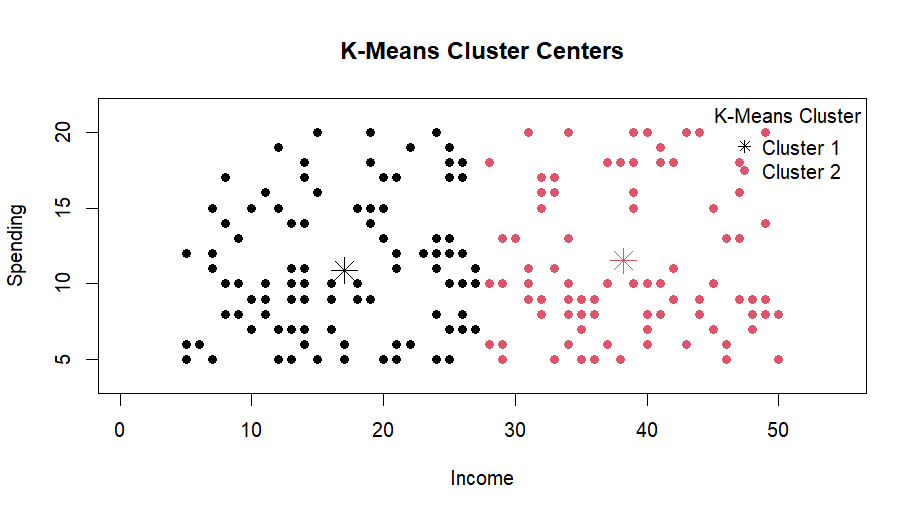 K-Means Cluster Centers
K-Means Cluster
Cluster 1
Cluster 2
20
15
10
5
Spending
0 10 20 30 40 50
Income